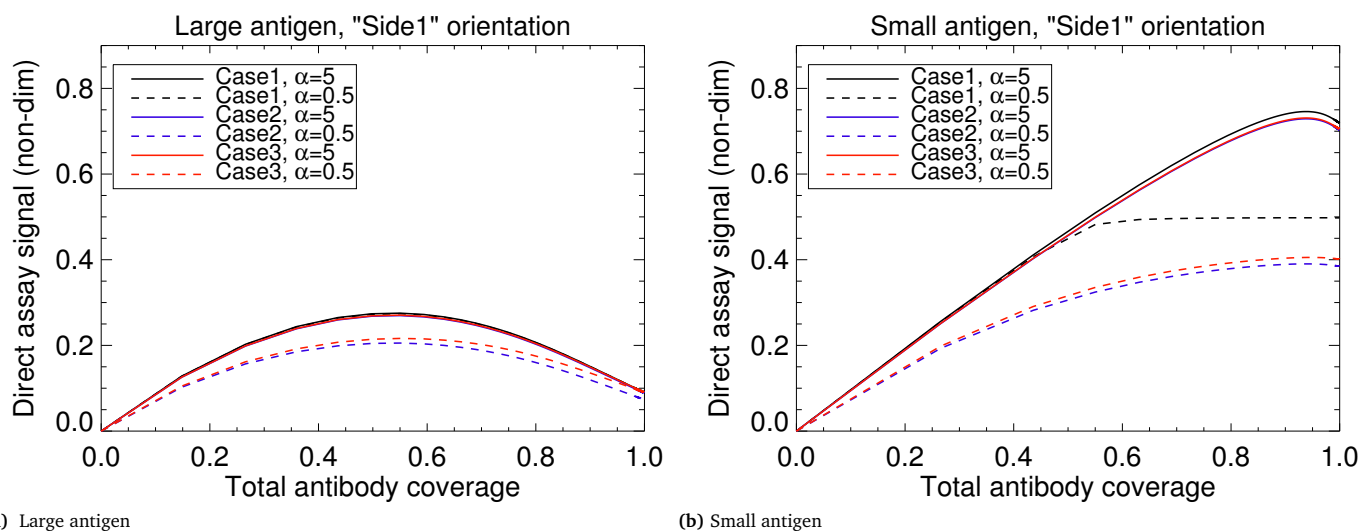 Large antigen, "Side1" orientation
Direct assay signal (non-dim)
0.8
0.6
0.4
0.2
0.0
Case1, α=5
Case1, α=0.5
Case2, α=5
Case2, α=0.5
Case3, α=5
Case3, α=0.5
0.0 0.2 0.4 0.6 0.8 1.0
Total antibody coverage
) Large antigen
Small antigen, "Side1" orientation
Direct assay signal (non-dim)
0.8
0.6
0.4
0.2
0.0
Case1, α=5
Case1, α=0.5
Case2, α=5
Case2, α=0.5
Case3, α=5
Case3, α=0.5
0.0 0.2 0.4 0.6 0.8 1.0
Total antibody coverage
(b) Small antigen